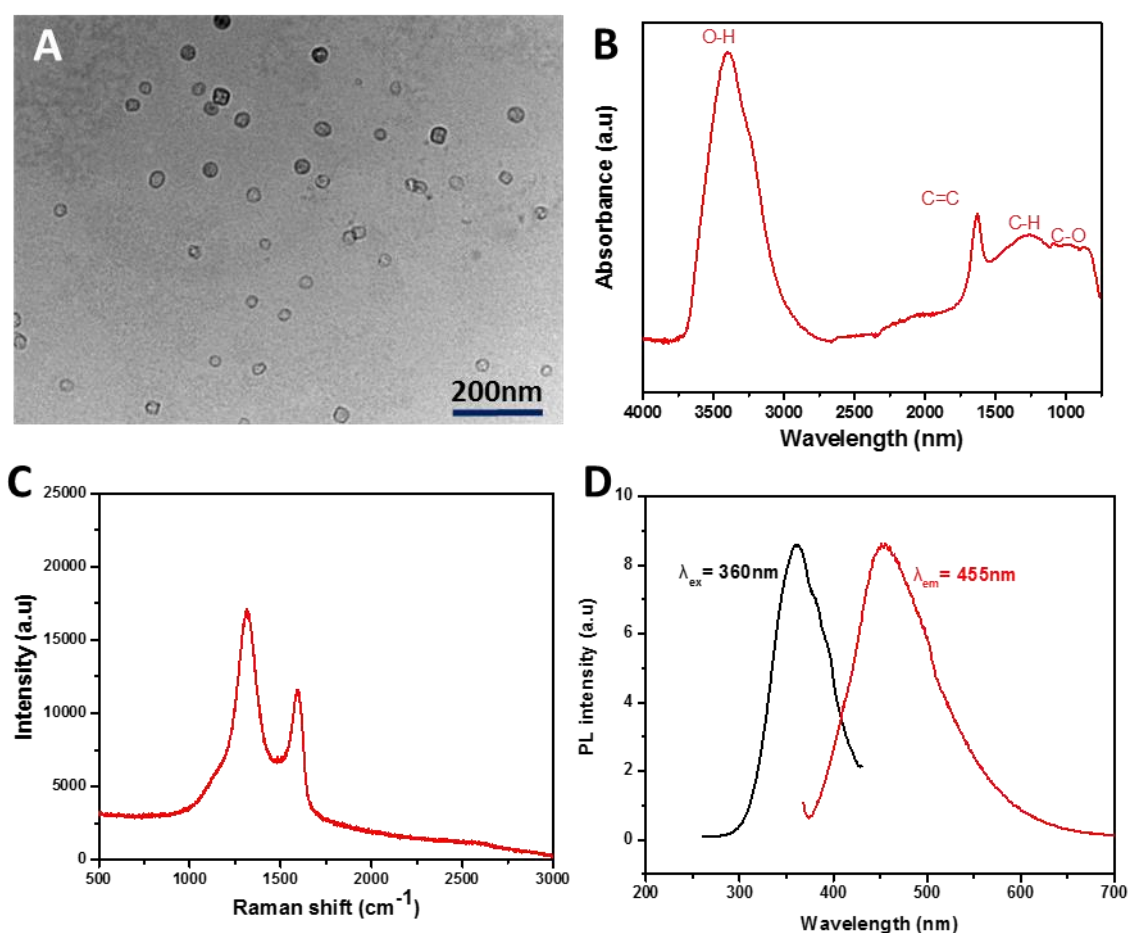 A
200nm
B
O-H
C=C
C-H
C-O
Absorbance (a.u)
4000 3500 3000 2500 2000 1500 1000
Wavelength (nm)
C
25000
20000
15000
10000
5000
0
Intensity (a.u)
500 1000 1500 2000 2500 3000
Raman shift (cm⁻¹)
D
10
8
6
4
2
0
PL intensity (a.u)
λex = 360nm
λem = 455nm
200 300 400 500 600 700
Wavelength (nm)